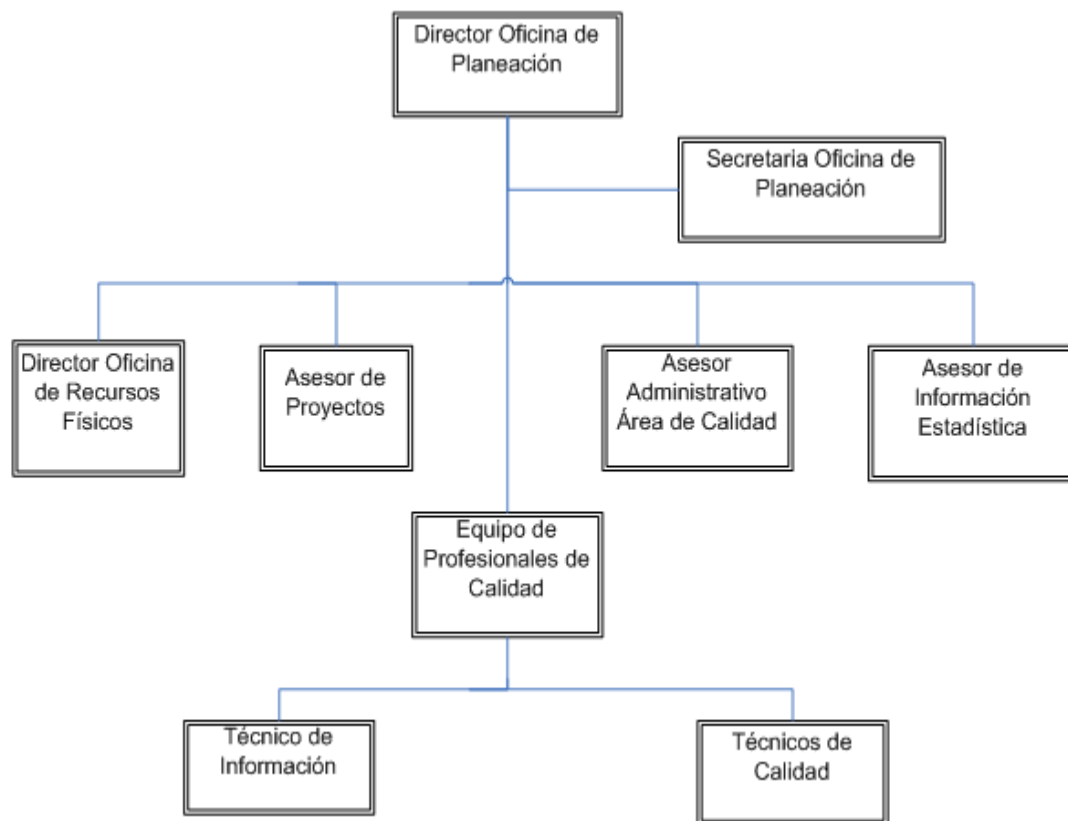 Director Oficina de
Planeación
Secretaria Oficina de
Planeación
Director Oficina
de Recursos
Físicos
Asesor de
Proyectos
Asesor
Administrativo
Área de Calidad
Asesor de
Información
Estadística
Equipo de
Profesionales de
Calidad
Técnico de
Información
Técnicos de
Calidad